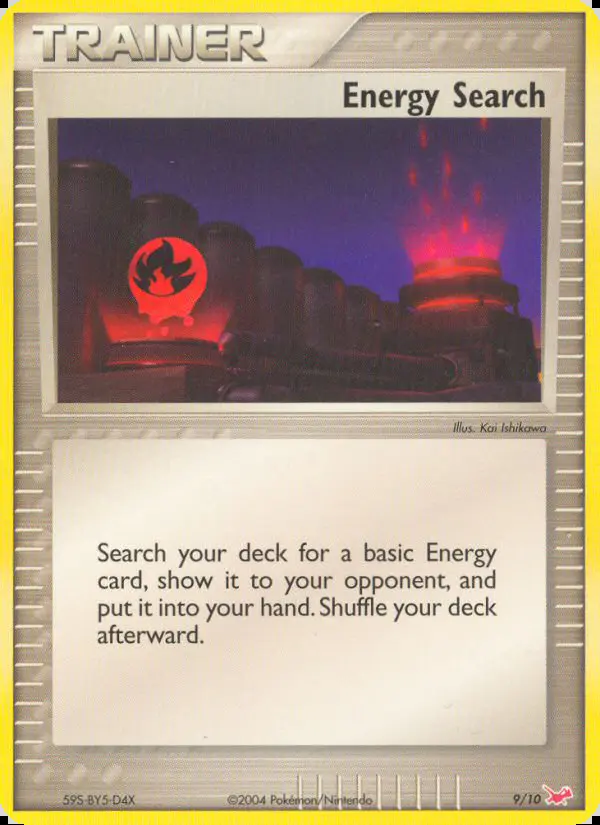 TRAINER
Energy Search
Illus. Kai Ishikawa
Search your deck for a basic Energy
card, show it to your opponent, and
put it into your hand. Shuffle your deck
afterward.
59S-BY5-D4X ©2004 Pokémon/Nintendo 9/10